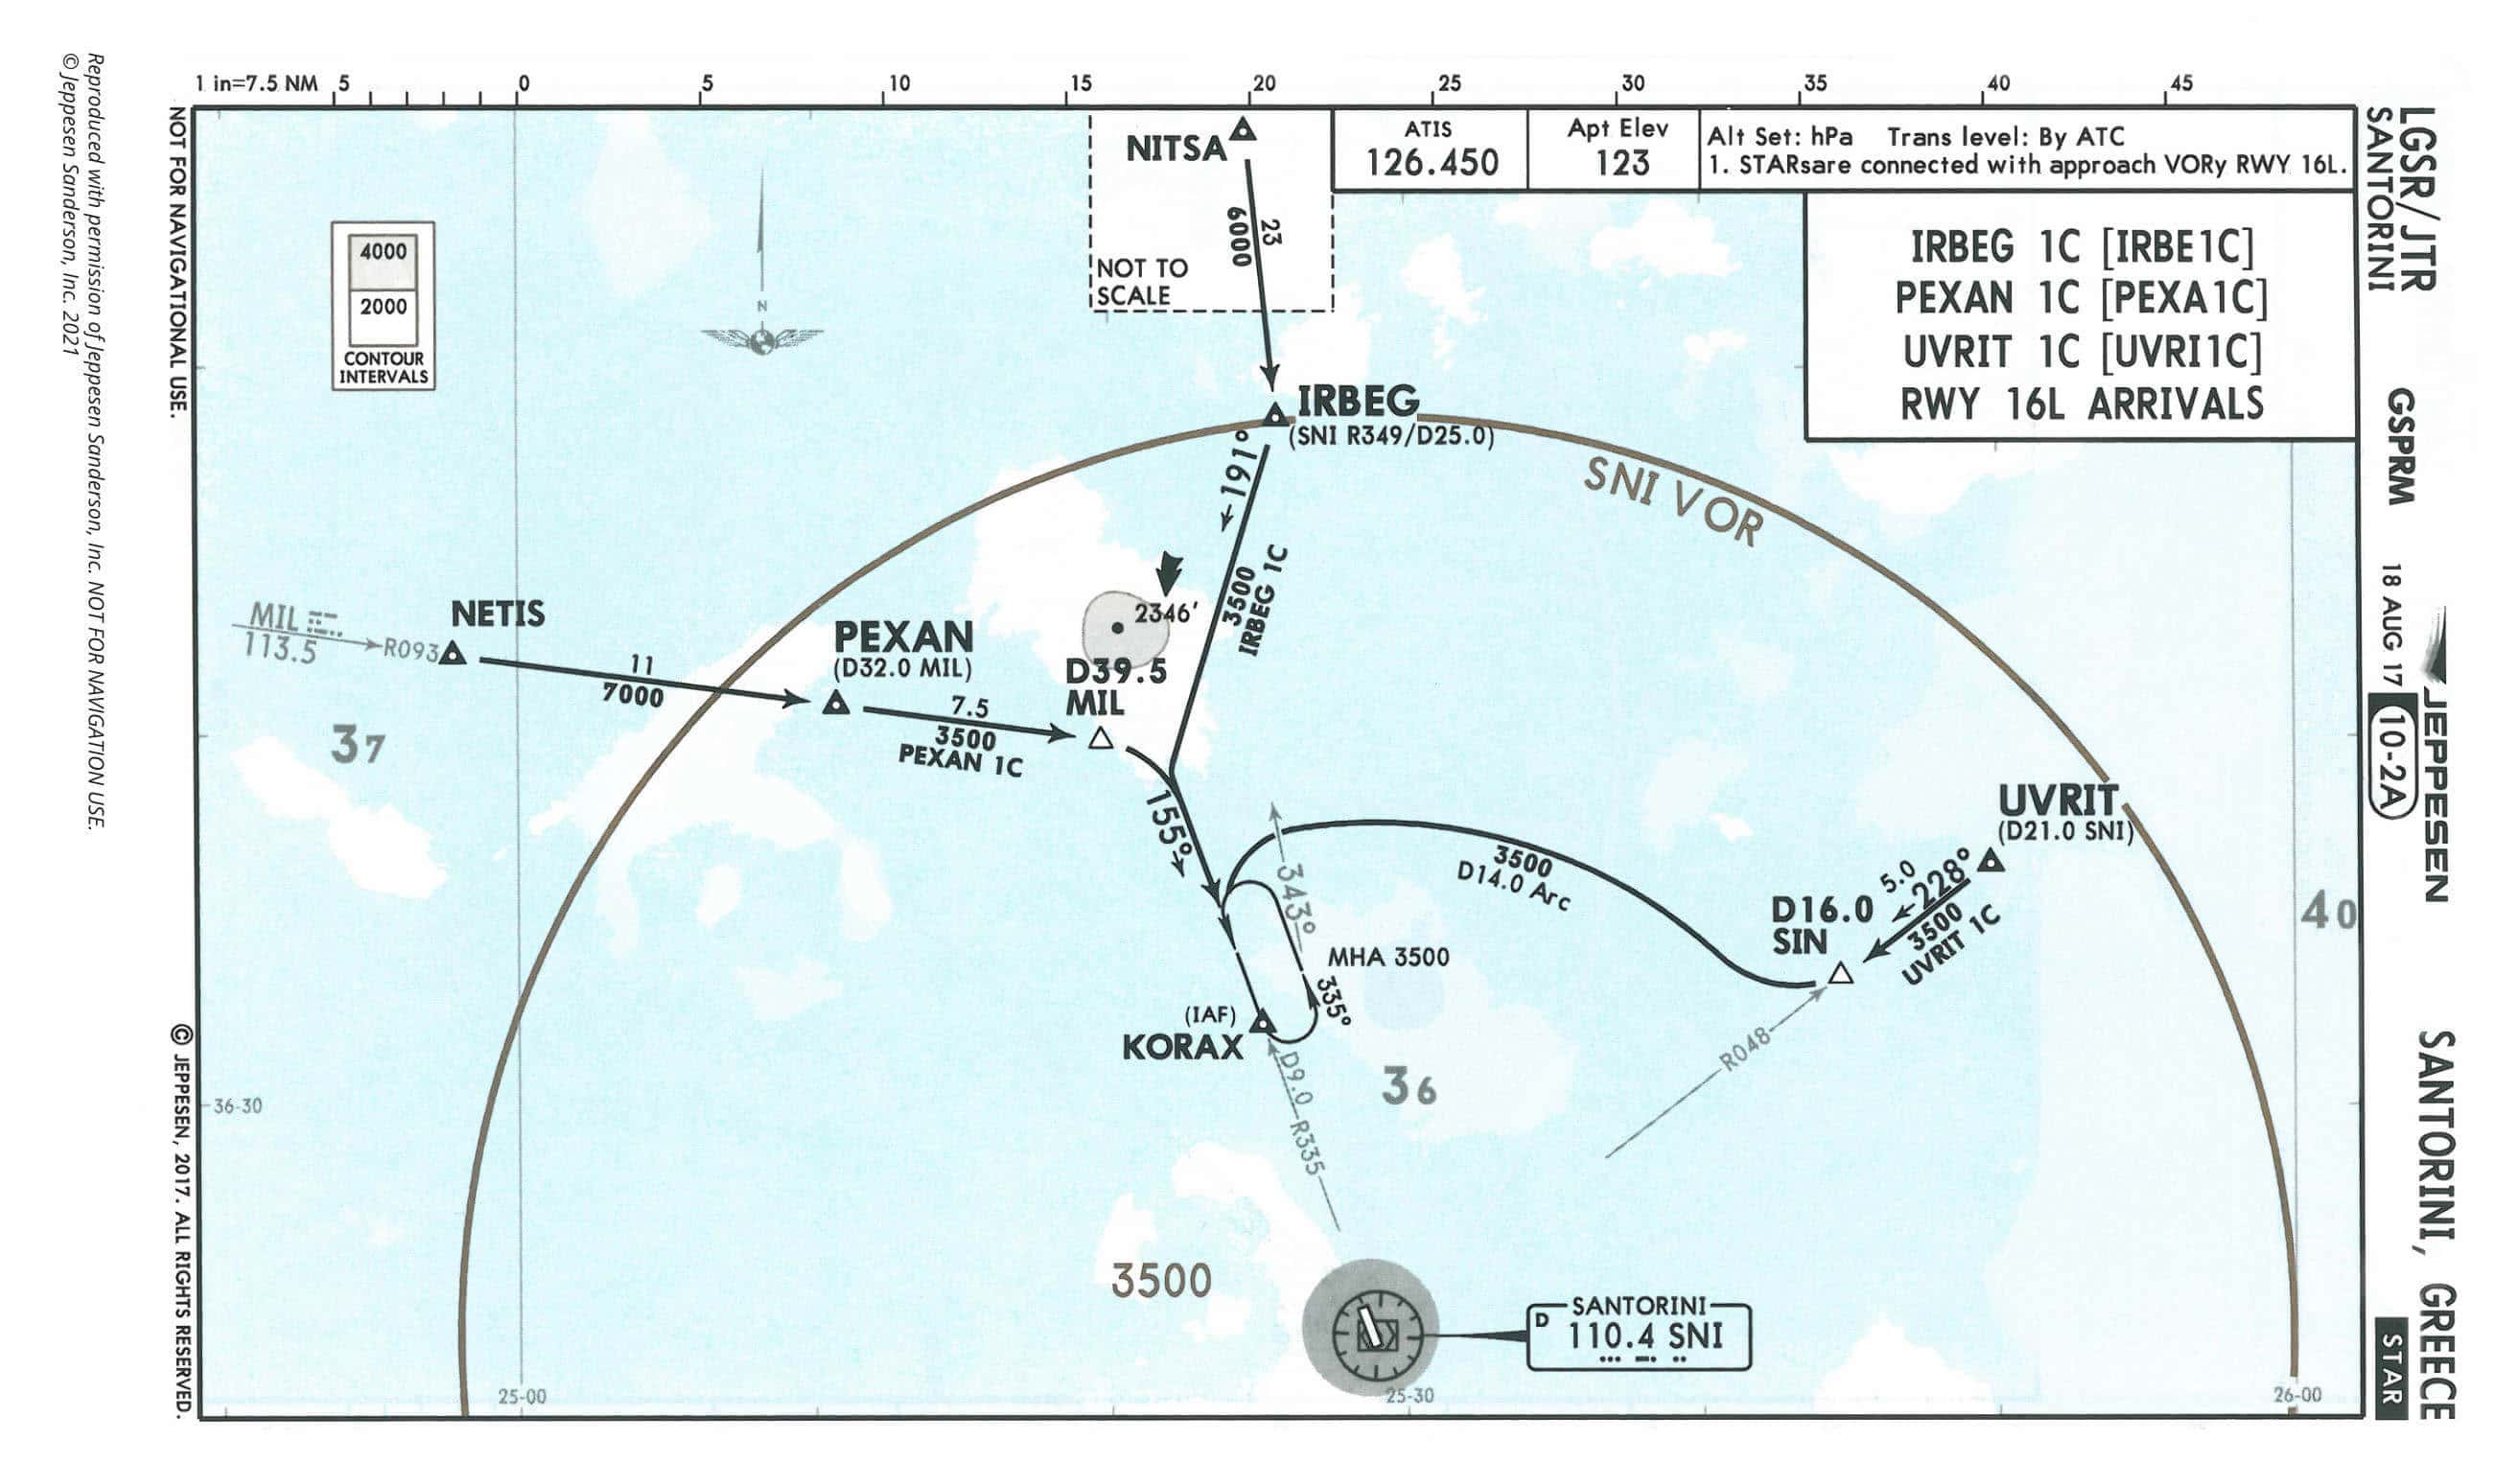 Reproduced with permission of Jeppesen Sanderson, Inc. NOT FOR NAVIGATION USE.
© Jeppesen Sanderson, Inc. 2021
NOT FOR NAVIGATIONAL USE.
© JEPPESEN, 2017. ALL RIGHTS RESERVED.
1 in=7.5 NM 5 0 5 10 15 20 25 30 35 40 45
LGSR/JTR
SANTORINI
GSPRM
18 AUG 17
10-2A
JEPPESEN
SANTORINI, GREECE
STAR
ATIS
126.450
Apt Elev
123
Alt Set: hPa Trans level: By ATC
1. STARsare connected with approach VORy RWY 16L.
IRBEG 1C [IRBE1C]
PEXAN 1C [PEXA1C]
UVRIT 1C [UVRI1C]
RWY 16L ARRIVALS
4000
2000
CONTOUR
INTERVALS
N
NITSA
23
6000
NOT TO
SCALE
IRBEG
(SNI R349/D25.0)
191°
3500
IRBEG 1C
SNI VOR
2346'
MIL
113.5
R093
NETIS
11
7000
PEXAN
(D32.0 MIL)
7.5
3500
PEXAN 1C
D39.5
MIL
37
155°
343°
3500
D14.0 Arc
UVRIT
(D21.0 SNI)
5.0
228°
3500
UVRIT 1C
D16.0
SIN
R048
40
MHA 3500
335°
(IAF)
KORAX
D9.0
R335
36
36-30
3500
SANTORINI
D 110.4 SNI
25-00
25-30
26-00